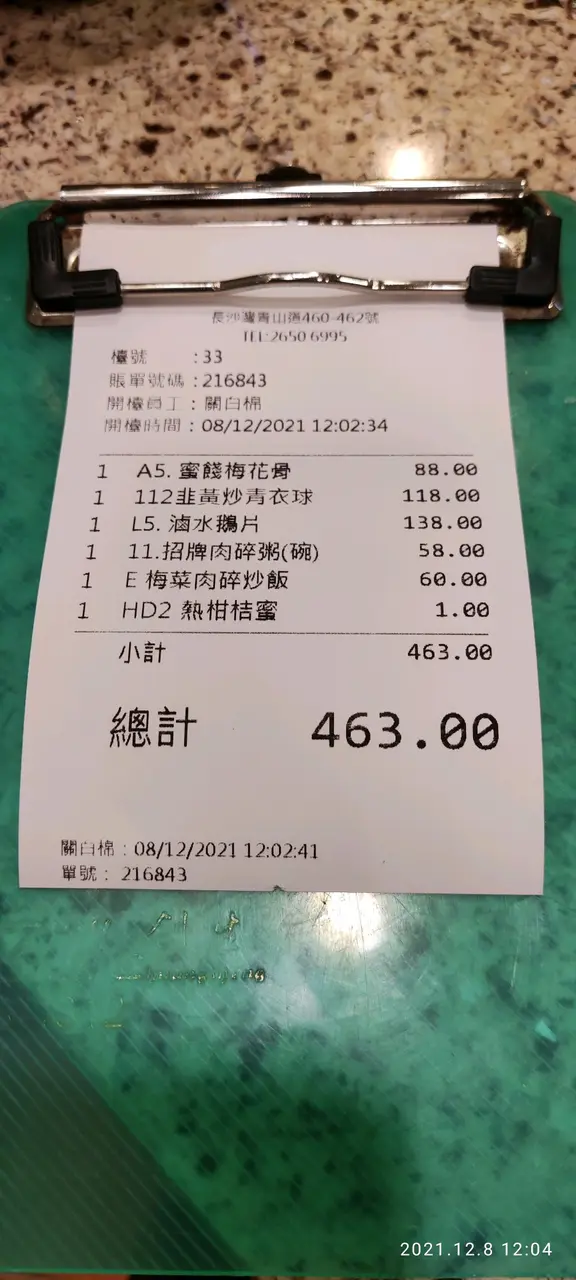 長沙灣青山道460-462號
TEL:2650 6995
檯號 :33
賬單號碼：216843
開檯員工：關白棉
開檯時間：08/12/2021 12:02:34
1 A5. 蜜餞梅花骨 88.00
1 112韭黃炒青衣球 118.00
1 L5. 滷水鵝片 138.00
1 11.招牌肉碎粥(碗) 58.00
1 E 梅菜肉碎炒飯 60.00
1 HD2 熱柑桔蜜 1.00
小計 463.00
總計 463.00
關白棉：08/12/2021 12:02:41
單號： 216843
2021.12.8 12:04